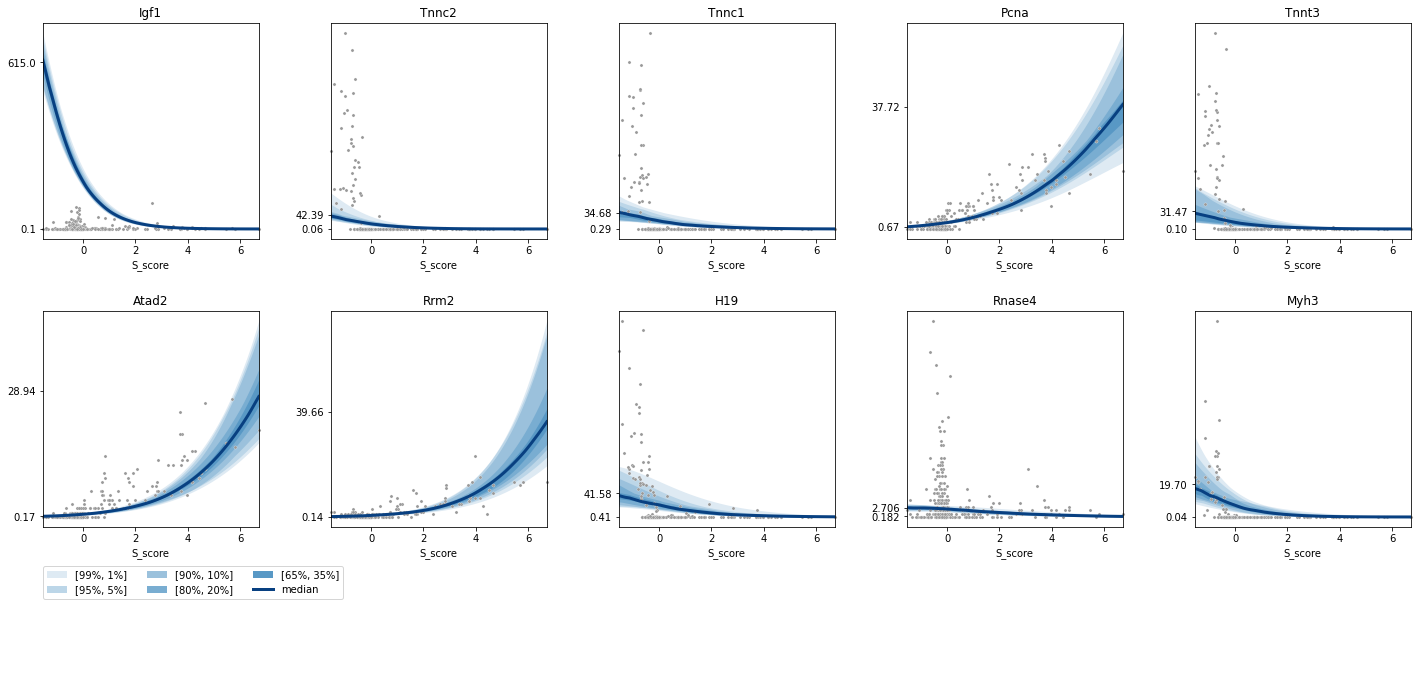 Igf1 Tnnc2 Tnnc1 Pcna Tnnt3
615.0
37.72
42.39 34.68 31.47
0.1 0.06 0.29 0.67 0.10
0 2 4 6 0 2 4 6 0 2 4 6 0 2 4 6 0 2 4 6
S_score S_score S_score S_score S_score
Atad2 Rrm2 H19 Rnase4 Myh3
28.94
39.66
41.58 19.70
2.706
0.17 0.14 0.41 0.182 0.04
0 2 4 6 0 2 4 6 0 2 4 6 0 2 4 6 0 2 4 6
S_score S_score S_score S_score S_score
[99%, 1%] [90%, 10%] [65%, 35%]
[95%, 5%] [80%, 20%] median